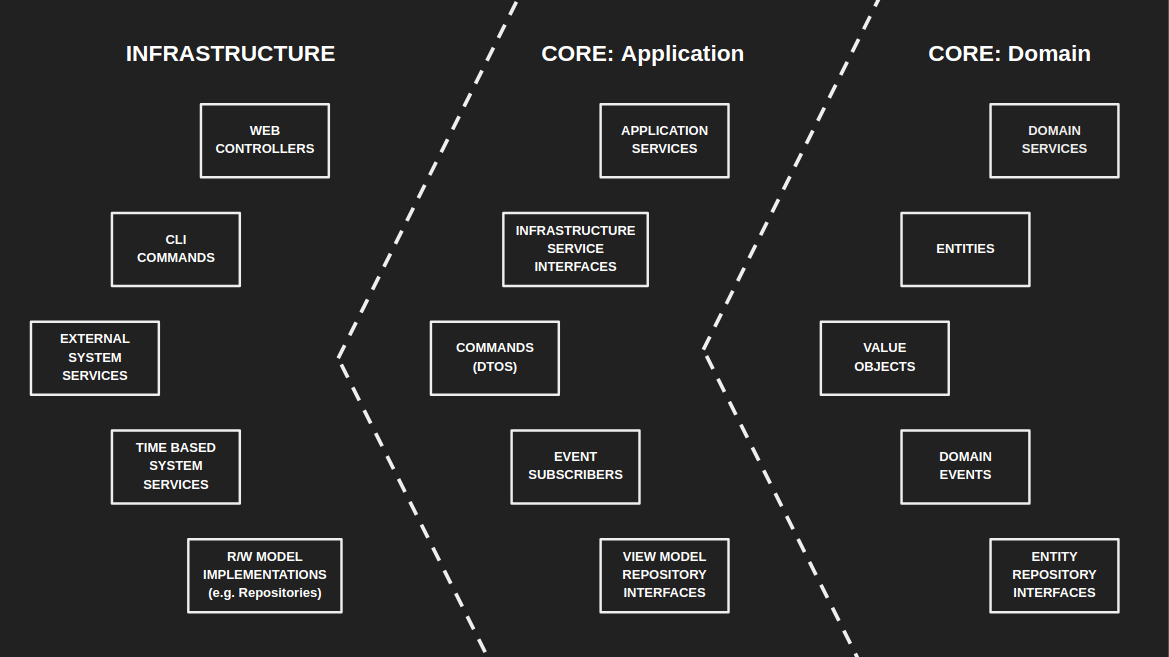 INFRASTRUCTURE
WEB
CONTROLLERS
CLI
COMMANDS
EXTERNAL
SYSTEM
SERVICES
TIME BASED
SYSTEM
SERVICES
R/W MODEL
IMPLEMENTATIONS
(e.g. Repositories)
CORE: Application
APPLICATION
SERVICES
INFRASTRUCTURE
SERVICE
INTERFACES
COMMANDS
(DTOS)
EVENT
SUBSCRIBERS
VIEW MODEL
REPOSITORY
INTERFACES
CORE: Domain
DOMAIN
SERVICES
ENTITIES
VALUE
OBJECTS
DOMAIN
EVENTS
ENTITY
REPOSITORY
INTERFACES